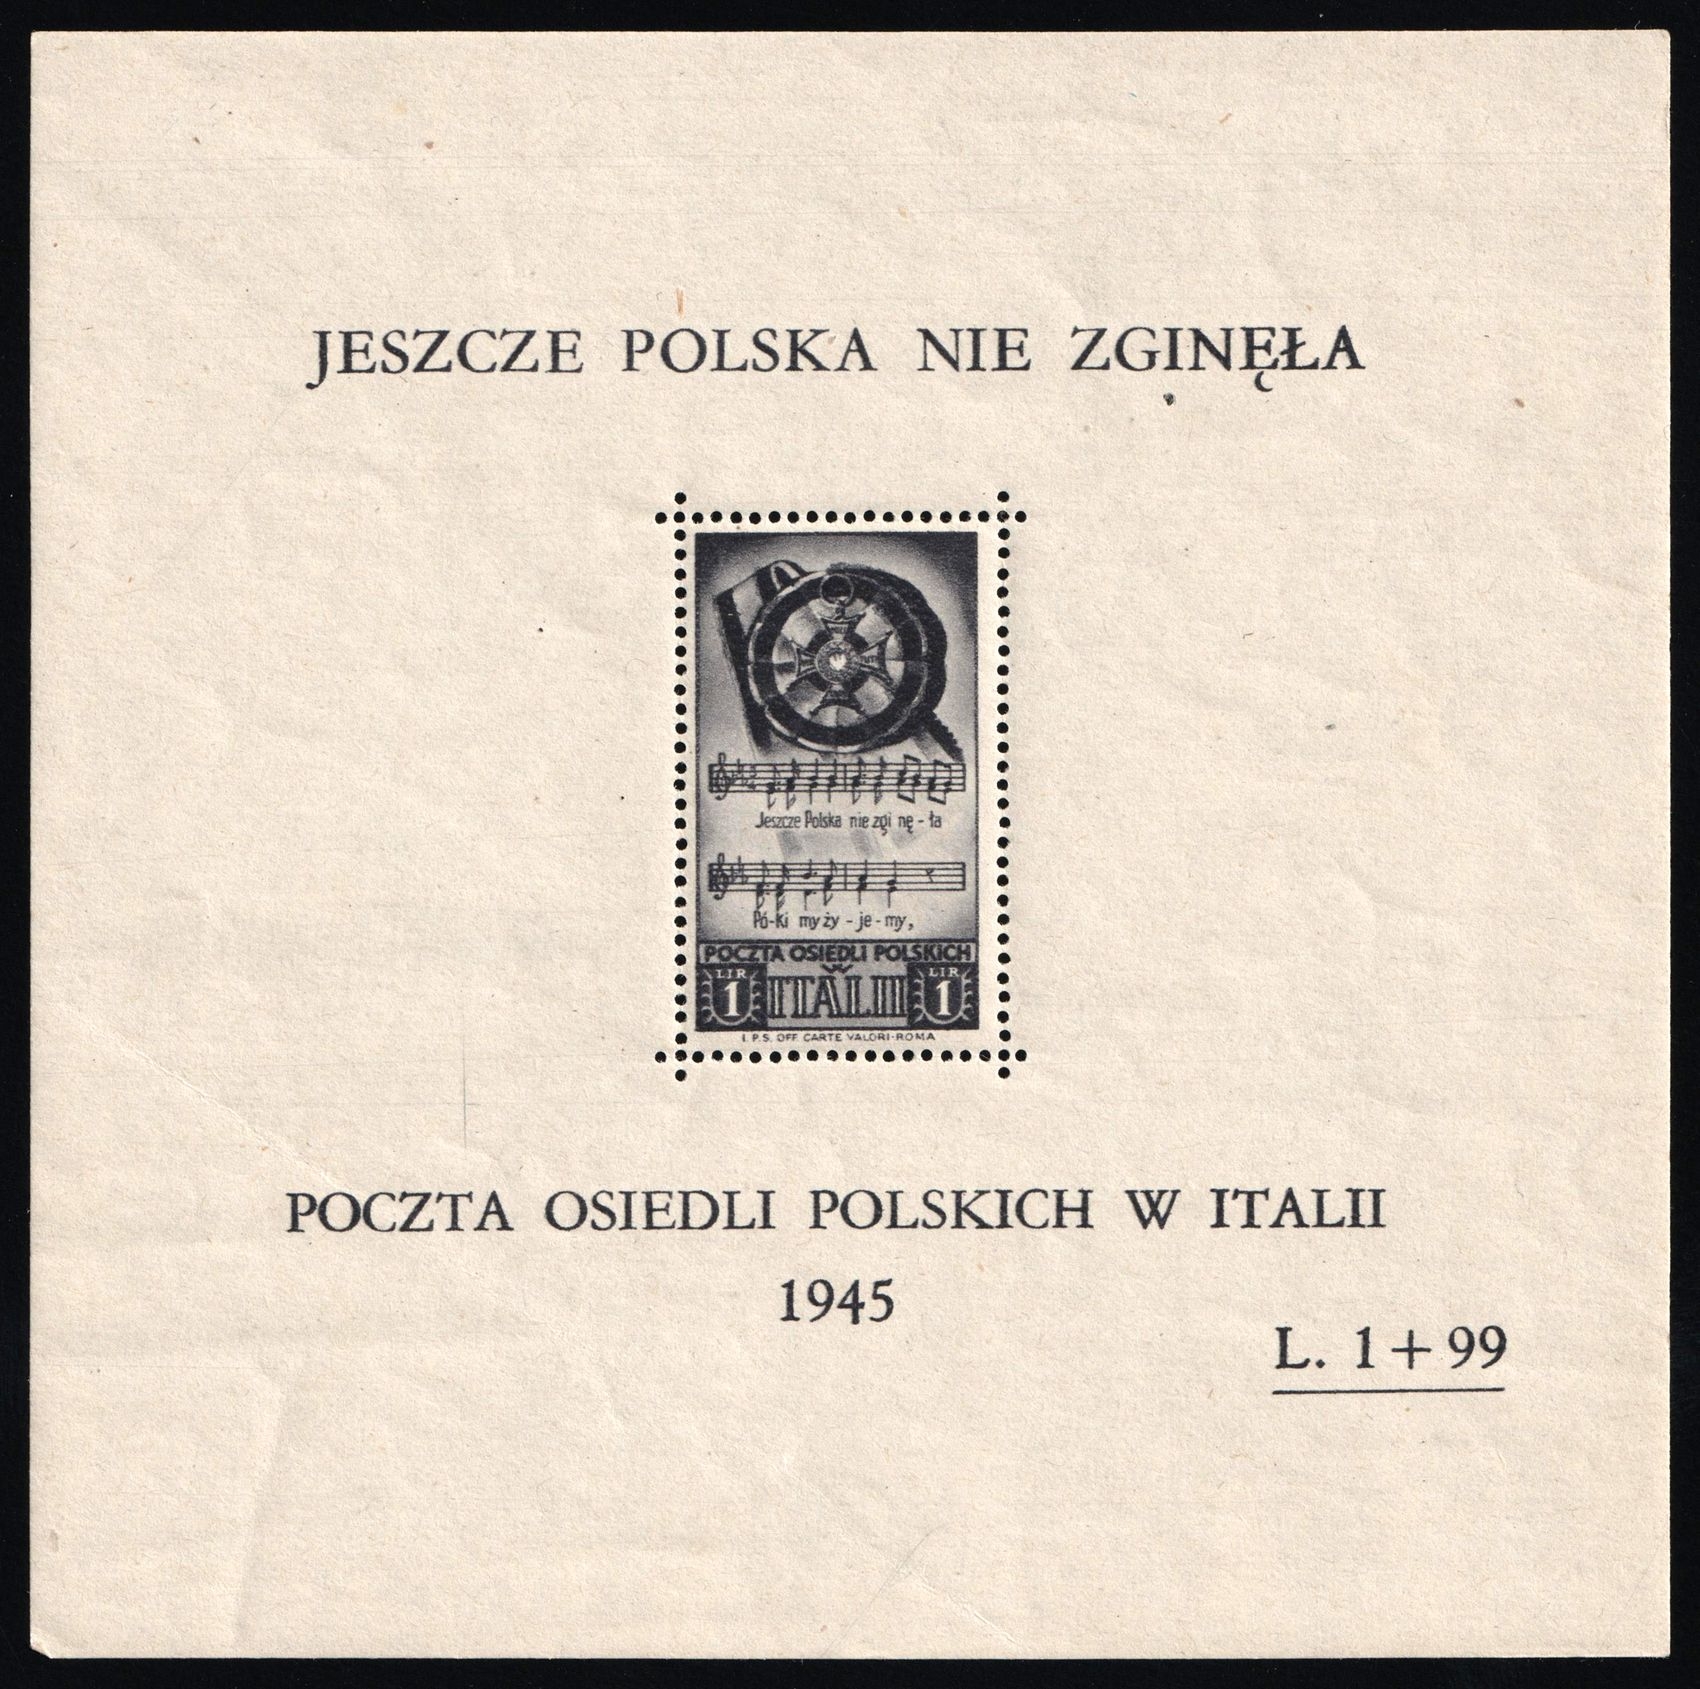 JESZCZE POLSKA NIE ZGINĘŁA
Jeszcze Polska nie zgi nę - ła
Pó-ki my ży - je - my,
POCZTA OSIEDLI POLSKICH
W
LIR LIR
1 ITALII 1
I.P.S. OFF. CARTE VALORI-ROMA
POCZTA OSIEDLI POLSKICH W ITALII
1945
L. 1 + 99